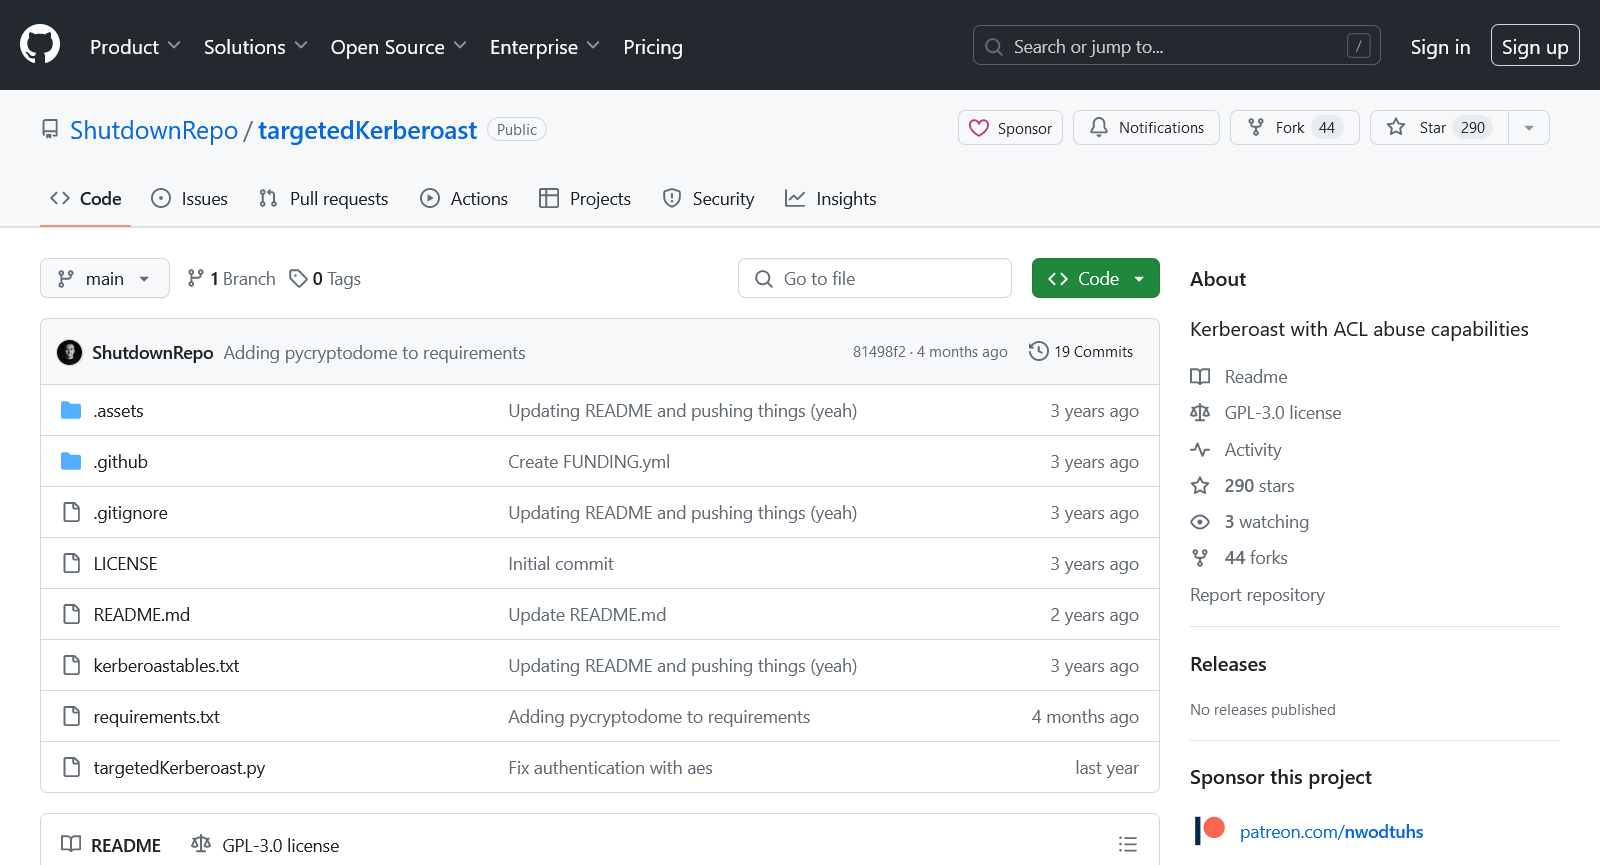 Product Solutions Open Source Enterprise Pricing Search or jump to... / Sign in Sign up
ShutdownRepo / targetedKerberoast Public Sponsor Notifications Fork 44 Star 290
Code Issues Pull requests Actions Projects Security Insights
main 1 Branch 0 Tags Go to file Code
ShutdownRepo Adding pycryptodome to requirements 81498f2 · 4 months ago 19 Commits
.assets Updating README and pushing things (yeah) 3 years ago
.github Create FUNDING.yml 3 years ago
.gitignore Updating README and pushing things (yeah) 3 years ago
LICENSE Initial commit 3 years ago
README.md Update README.md 2 years ago
kerberoastables.txt Updating README and pushing things (yeah) 3 years ago
requirements.txt Adding pycryptodome to requirements 4 months ago
targetedKerberoast.py Fix authentication with aes last year
README GPL-3.0 license
About
Kerberoast with ACL abuse capabilities
Readme
GPL-3.0 license
Activity
290 stars
3 watching
44 forks
Report repository
Releases
No releases published
Sponsor this project
patreon.com/nwodtuhs